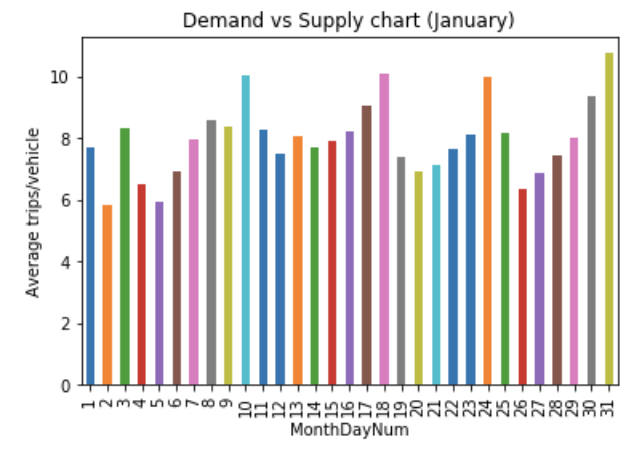 Demand vs Supply chart (January)
Average trips/vehicle
10
8
6
4
2
0
1 2 3 4 5 6 7 8 9 10 11 12 13 14 15 16 17 18 19 20 21 22 23 24 25 26 27 28 29 30 31
MonthDayNum